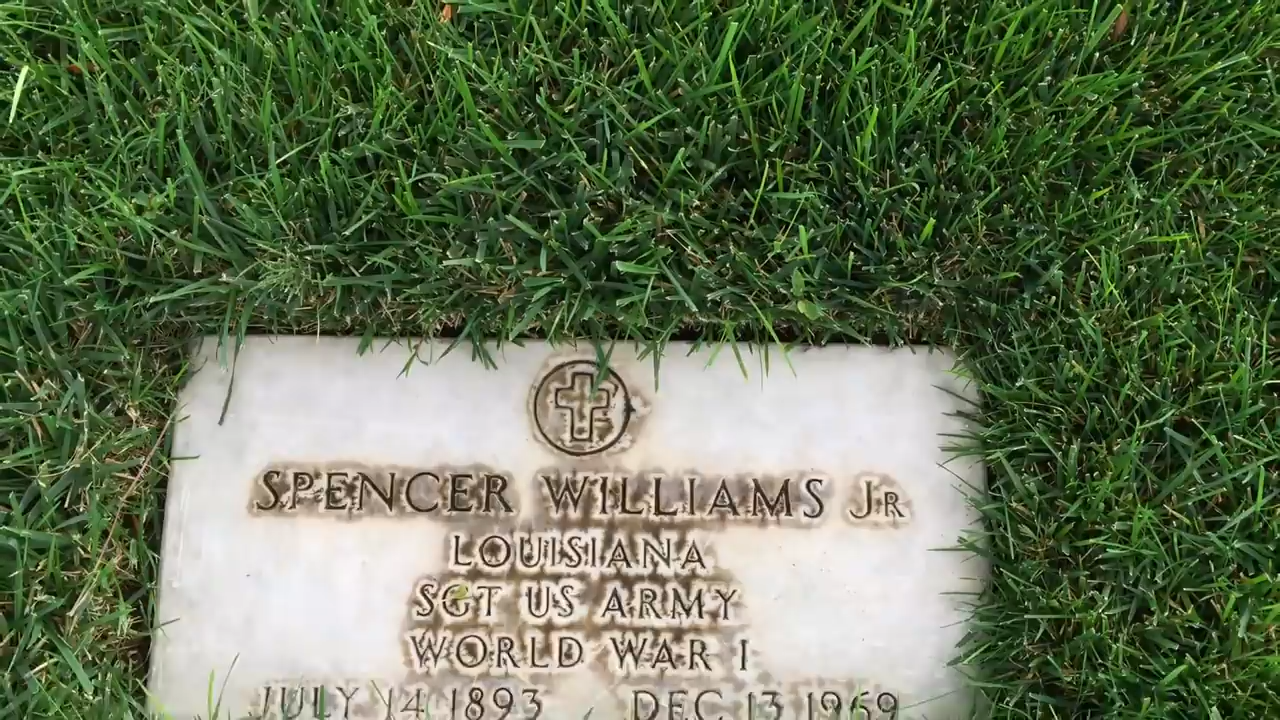 SPENCER WILLIAMS JR
LOUISIANA
SGT US ARMY
WORLD WAR I
JULY 14 1893 DEC 13 1969